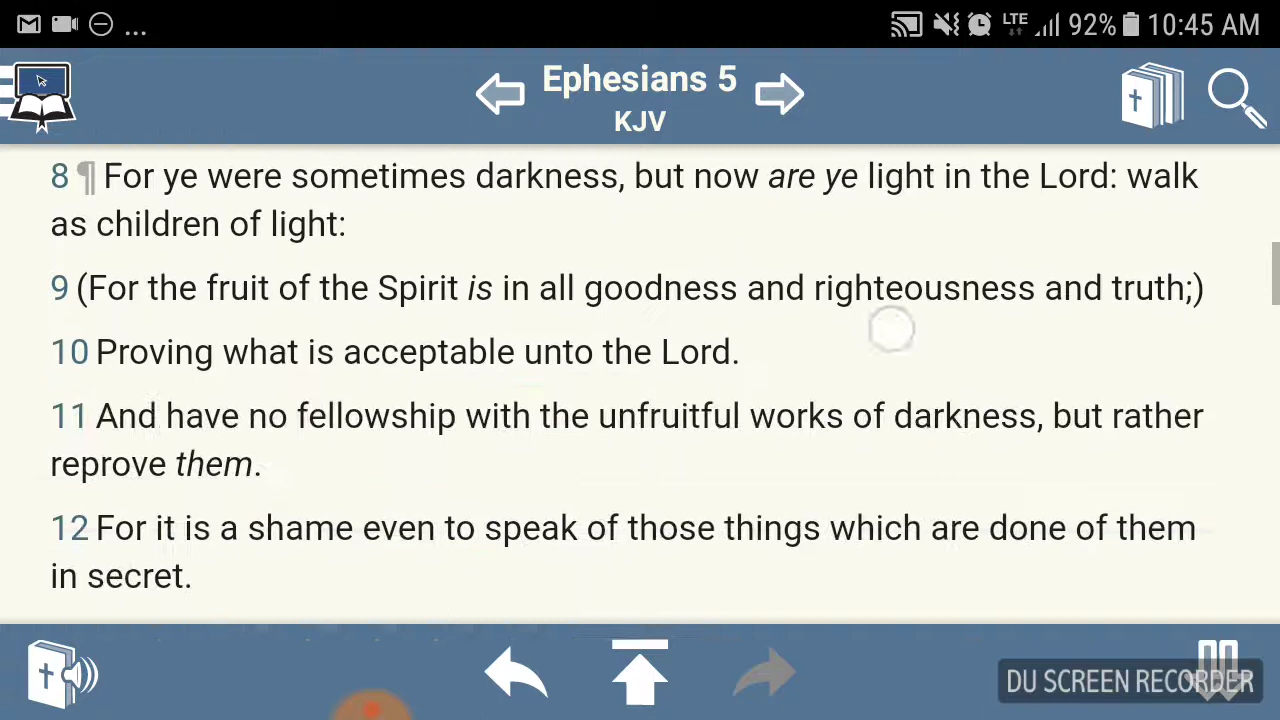 ... LTE 92% 10:45 AM
Ephesians 5
KJV
8 ¶ For ye were sometimes darkness, but now are ye light in the Lord: walk
as children of light:
9 (For the fruit of the Spirit is in all goodness and righteousness and truth;)
10 Proving what is acceptable unto the Lord.
11 And have no fellowship with the unfruitful works of darkness, but rather
reprove them.
12 For it is a shame even to speak of those things which are done of them
in secret.
DU SCREEN RECORDER